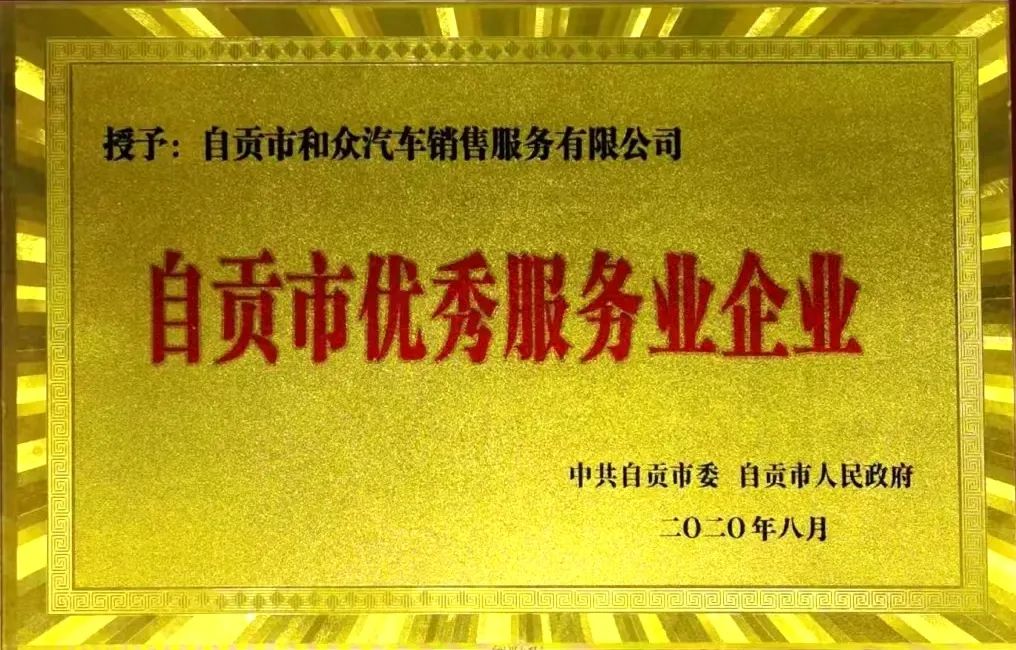 授予：自贡市和众汽车销售服务有限公司
自贡市优秀服务业企业
中共自贡市委 自贡市人民政府
二〇二〇年八月